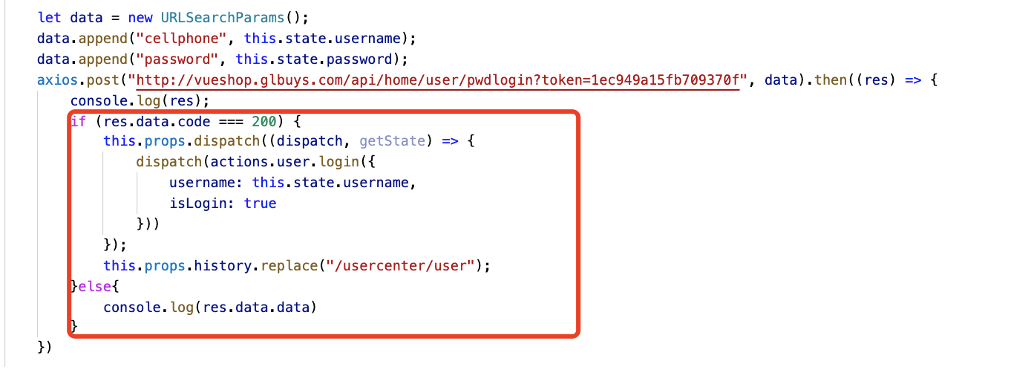 let data = new URLSearchParams();
data.append("cellphone", this.state.username);
data.append("password", this.state.password);
axios.post("http://vueshop.glbuys.com/api/home/user/pwdlogin?token=1ec949a15fb709370f", data).then((res) => {
console.log(res);
if (res.data.code === 200) {
this.props.dispatch((dispatch, getState) => {
dispatch(actions.user.login({
username: this.state.username,
isLogin: true
}))
});
this.props.history.replace("/usercenter/user");
}else{
console.log(res.data.data)
}
})